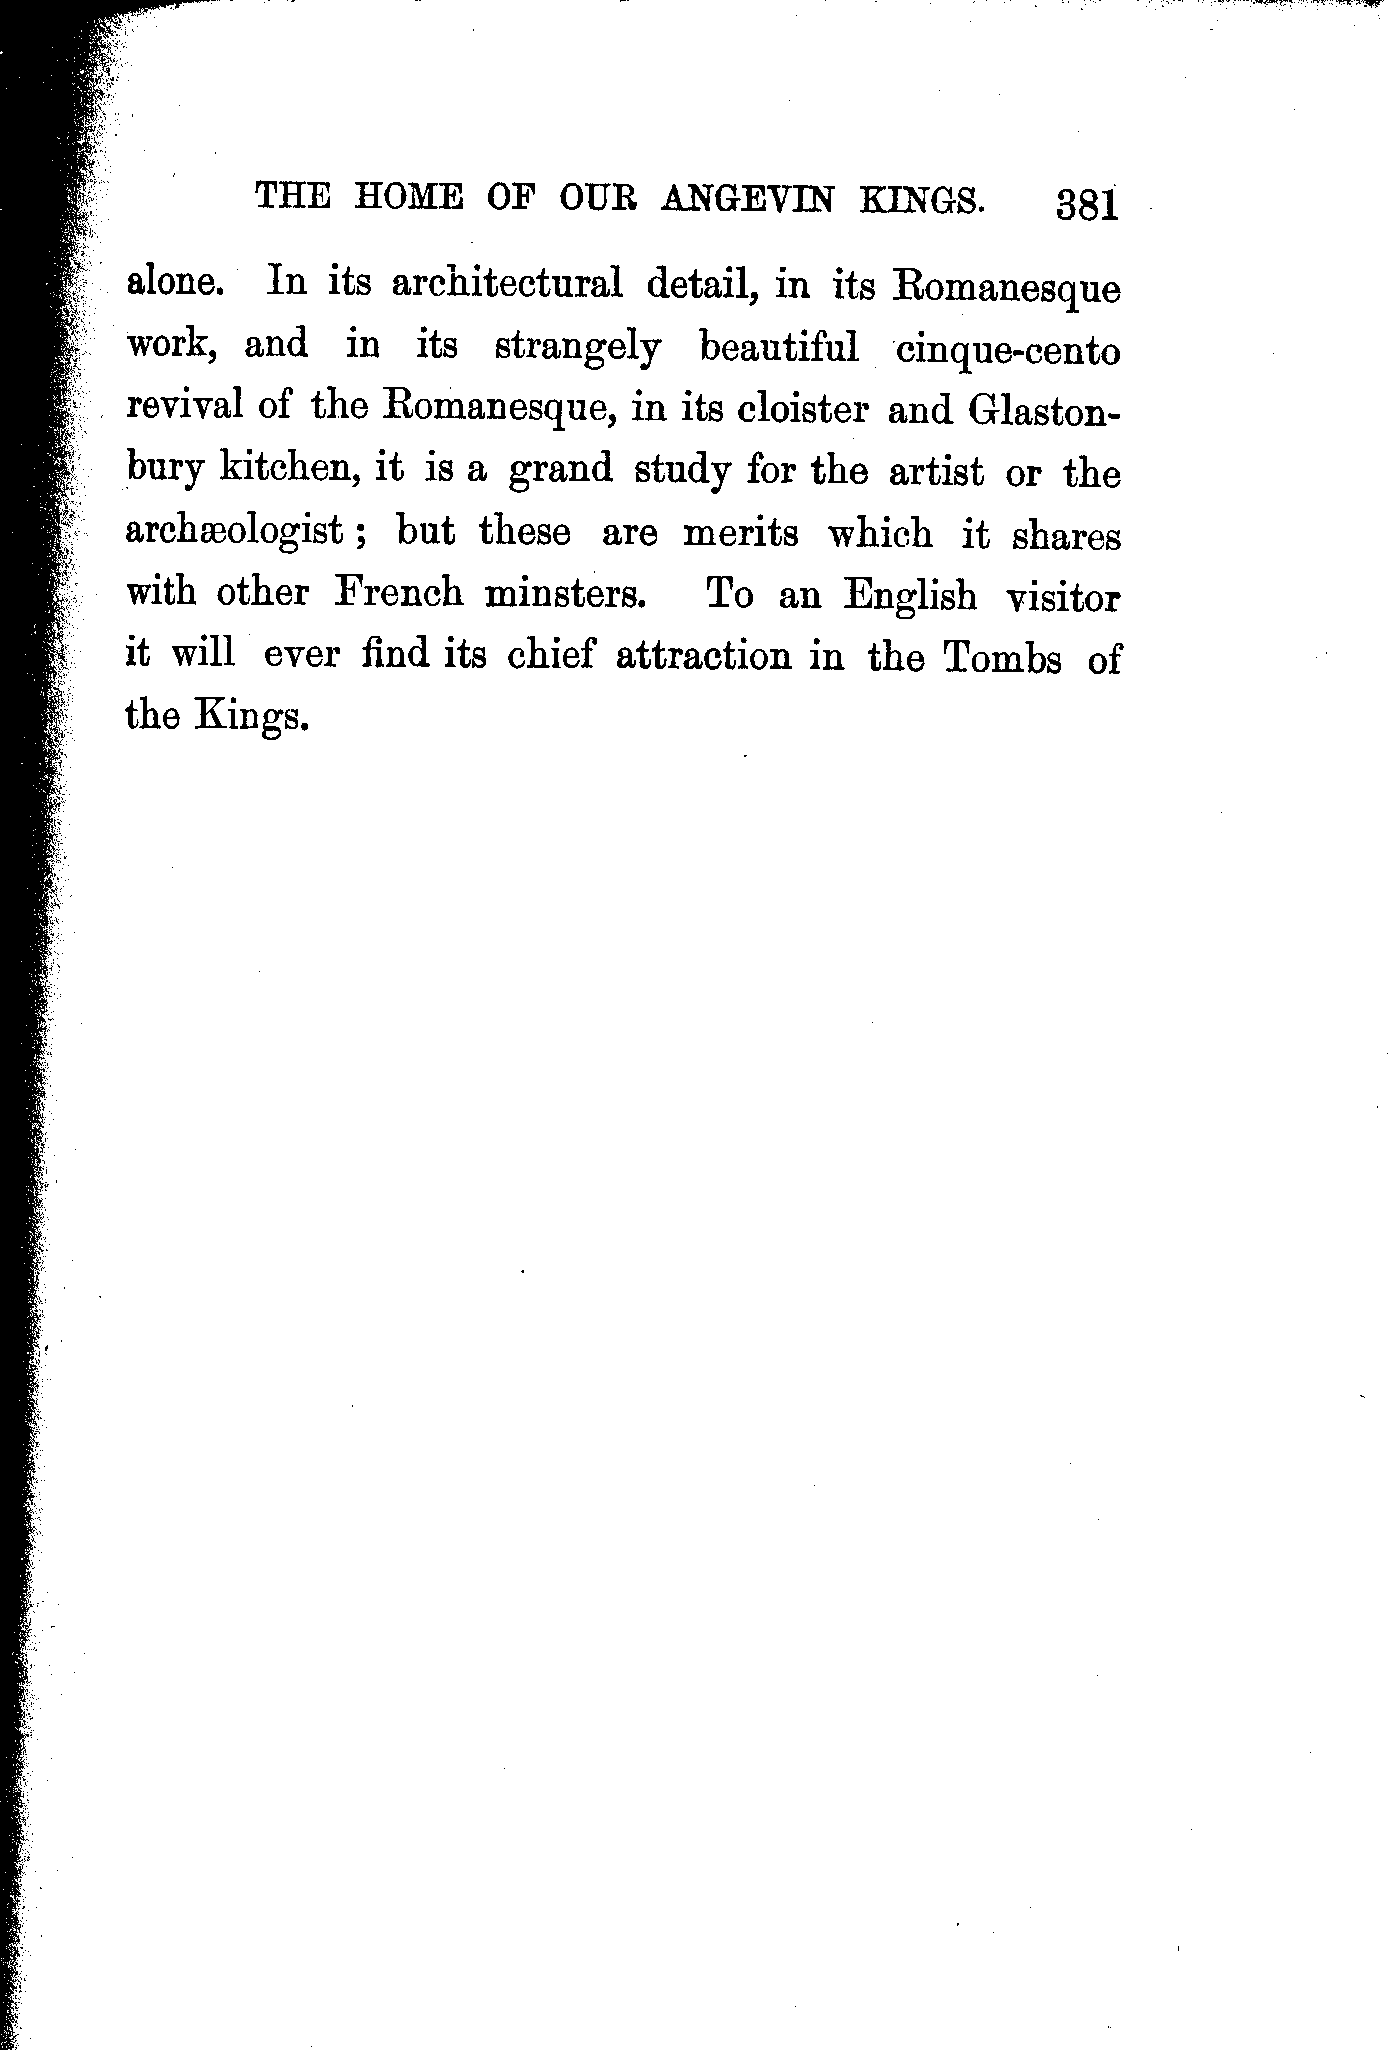 THE HOME OF OUR ANGEVIN KINGS. 381
alone. In its architectural detail, in its Romanesque
work, and in its strangely beautiful cinque-cento
revival of the Romanesque, in its cloister and Glaston-
bury kitchen, it is a grand study for the artist or the
archæologist; but these are merits which it shares
with other French minsters. To an English visitor
it will ever find its chief attraction in the Tombs of
the Kings.